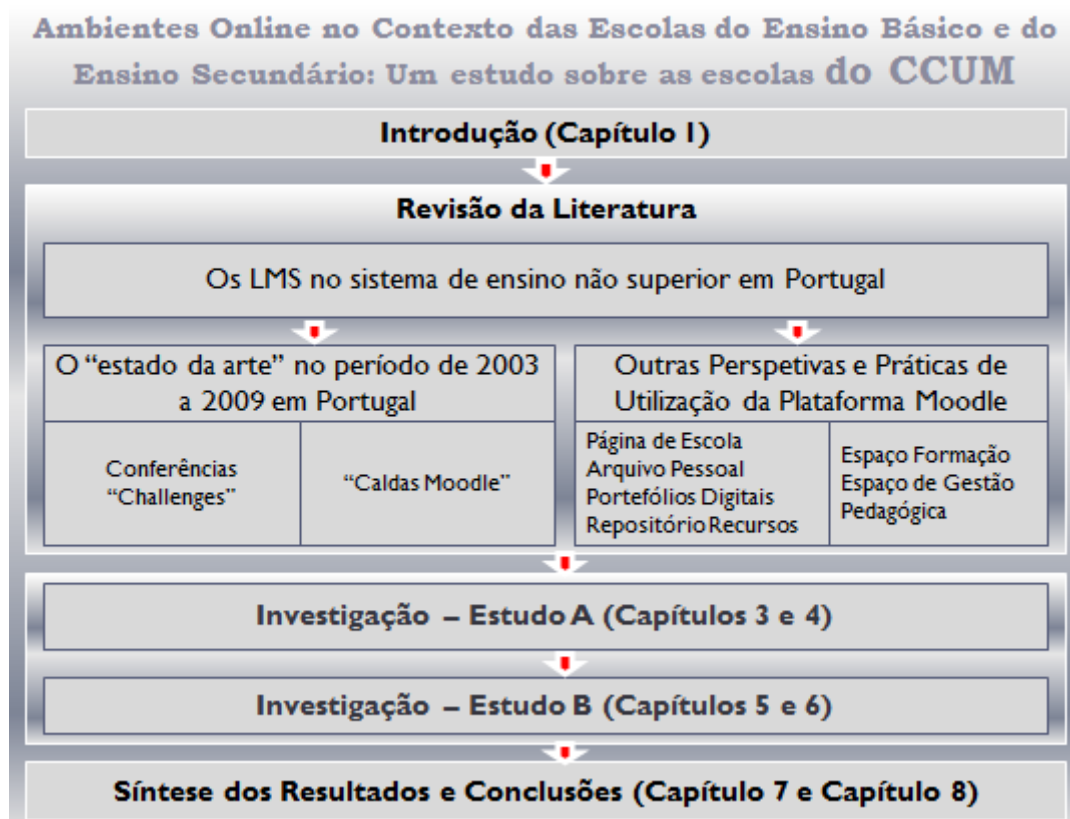 Ambientes Online no Contexto das Escolas do Ensino Básico e do
Ensino Secundário: Um estudo sobre as escolas do CCUM
Introdução (Capítulo 1)
Revisão da Literatura
Os LMS no sistema de ensino não superior em Portugal
O “estado da arte” no período de 2003
a 2009 em Portugal
Conferências
“Challenges”
“Caldas Moodle”
Outras Perspetivas e Práticas de
Utilização da Plataforma Moodle
Página de Escola
Arquivo Pessoal
Portefólios Digitais
Repositório Recursos
Espaço Formação
Espaço de Gestão
Pedagógica
Investigação – Estudo A (Capítulos 3 e 4)
Investigação – Estudo B (Capítulos 5 e 6)
Síntese dos Resultados e Conclusões (Capítulo 7 e Capítulo 8)